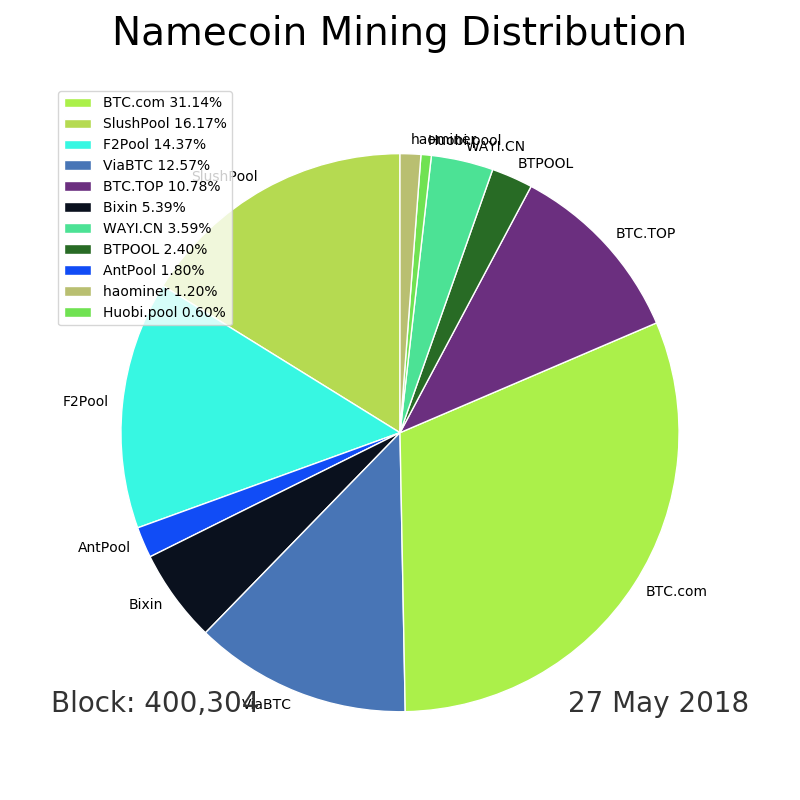 Namecoin Mining Distribution
BTC.com 31.14%
SlushPool 16.17%
F2Pool 14.37%
ViaBTC 12.57%
BTC.TOP 10.78%
Bixin 5.39%
WAYI.CN 3.59%
BTPOOL 2.40%
AntPool 1.80%
haominer 1.20%
Huobi.pool 0.60%
haominer
Huobi.pool
WAYI.CN
BTPOOL
SlushPool
BTC.TOP
F2Pool
AntPool
BTC.com
Bixin
ViaBTC
Block: 400,304
27 May 2018